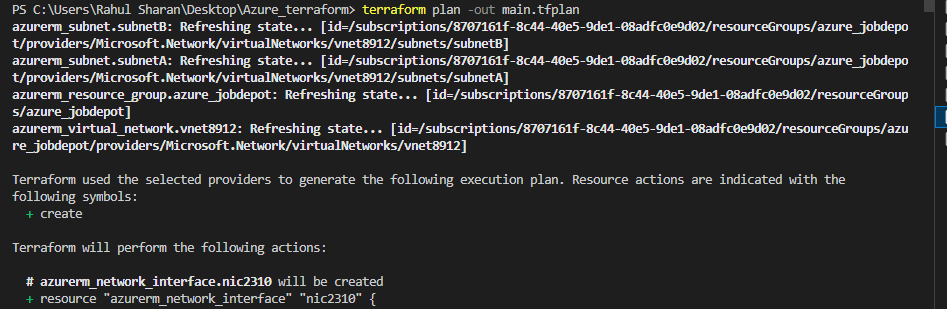 PS C:\Users\Rahul Sharan\Desktop\Azure_terraform> terraform plan -out main.tfplan
azurerm_subnet.subnetB: Refreshing state... [id=/subscriptions/8707161f-8c44-40e5-9de1-08adfc0e9d02/resourceGroups/azure_jobdepo
t/providers/Microsoft.Network/virtualNetworks/vnet8912/subnets/subnetB]
azurerm_subnet.subnetA: Refreshing state... [id=/subscriptions/8707161f-8c44-40e5-9de1-08adfc0e9d02/resourceGroups/azure_jobdepo
t/providers/Microsoft.Network/virtualNetworks/vnet8912/subnets/subnetA]
azurerm_resource_group.azure_jobdepot: Refreshing state... [id=/subscriptions/8707161f-8c44-40e5-9de1-08adfc0e9d02/resourceGroup
s/azure_jobdepot]
azurerm_virtual_network.vnet8912: Refreshing state... [id=/subscriptions/8707161f-8c44-40e5-9de1-08adfc0e9d02/resourceGroups/azu
re_jobdepot/providers/Microsoft.Network/virtualNetworks/vnet8912]
Terraform used the selected providers to generate the following execution plan. Resource actions are indicated with the
following symbols:
+ create
Terraform will perform the following actions:
# azurerm_network_interface.nic2310 will be created
+ resource "azurerm_network_interface" "nic2310" {